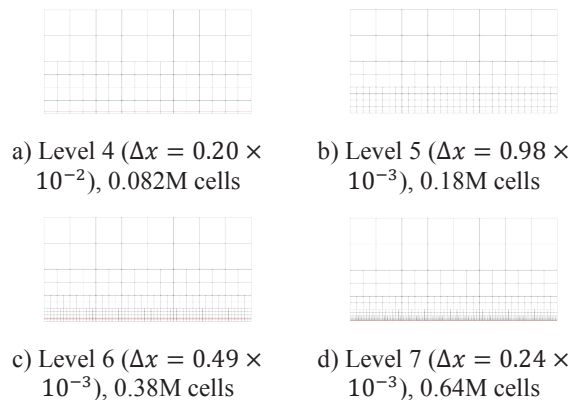 a) Level 4 (Δ𝑥 = 0.20 ×
10⁻²), 0.082M cells
b) Level 5 (Δ𝑥 = 0.98 ×
10⁻³), 0.18M cells
c) Level 6 (Δ𝑥 = 0.49 ×
10⁻³), 0.38M cells
d) Level 7 (Δ𝑥 = 0.24 ×
10⁻³), 0.64M cells